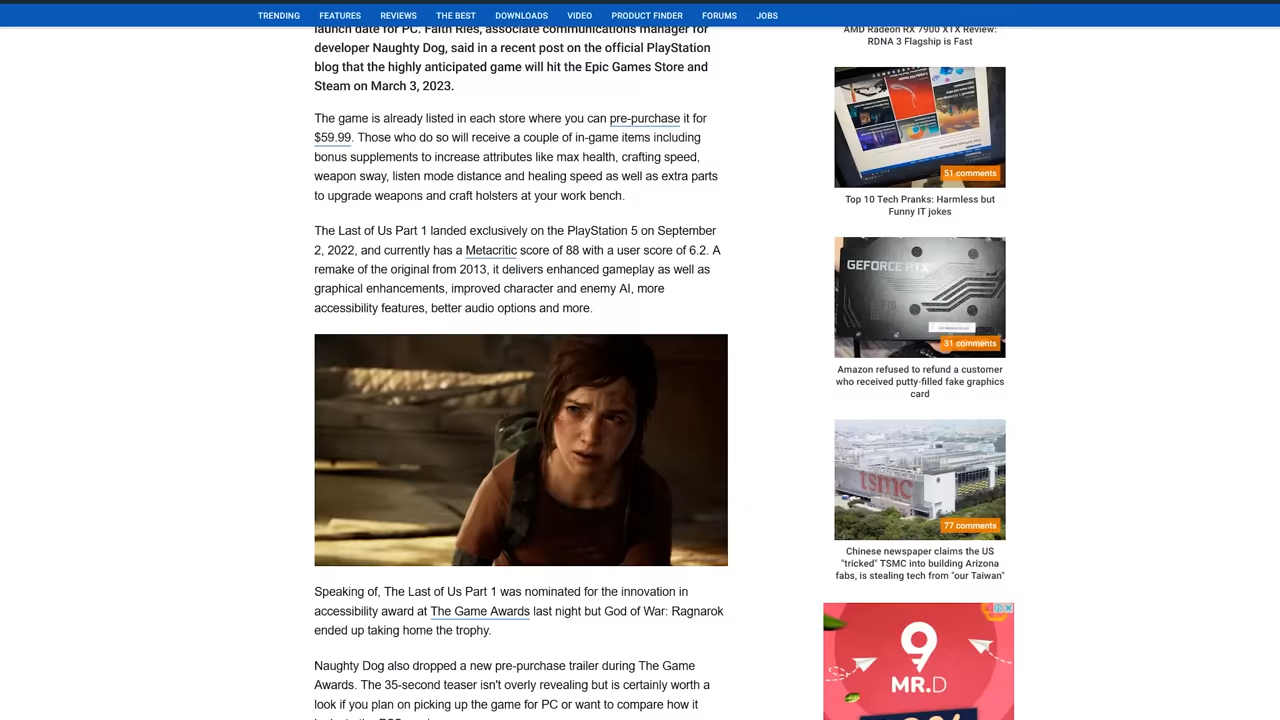 TRENDING FEATURES REVIEWS THE BEST DOWNLOADS VIDEO PRODUCT FINDER FORUMS JOBS
launch date for PC. Faith Ries, associate communications manager for
developer Naughty Dog, said in a recent post on the official PlayStation
blog that the highly anticipated game will hit the Epic Games Store and
Steam on March 3, 2023.
The game is already listed in each store where you can pre-purchase it for
$59.99. Those who do so will receive a couple of in-game items including
bonus supplements to increase attributes like max health, crafting speed,
weapon sway, listen mode distance and healing speed as well as extra parts
to upgrade weapons and craft holsters at your work bench.
The Last of Us Part 1 landed exclusively on the PlayStation 5 on September
2, 2022, and currently has a Metacritic score of 88 with a user score of 6.2. A
remake of the original from 2013, it delivers enhanced gameplay as well as
graphical enhancements, improved character and enemy AI, more
accessibility features, better audio options and more.
Speaking of, The Last of Us Part 1 was nominated for the innovation in
accessibility award at The Game Awards last night but God of War: Ragnarok
ended up taking home the trophy.
Naughty Dog also dropped a new pre-purchase trailer during The Game
Awards. The 35-second teaser isn't overly revealing but is certainly worth a
look if you plan on picking up the game for PC or want to compare how it
AMD Radeon RX 7900 XTX Review:
RDNA 3 Flagship is Fast
51 comments
Top 10 Tech Pranks: Harmless but
Funny IT jokes
GEFORCE RTX
31 comments
Amazon refused to refund a customer
who received putty-filled fake graphics
card
tsmc
77 comments
Chinese newspaper claims the US
"tricked" TSMC into building Arizona
fabs, is stealing tech from "our Taiwan"
9
MR.D